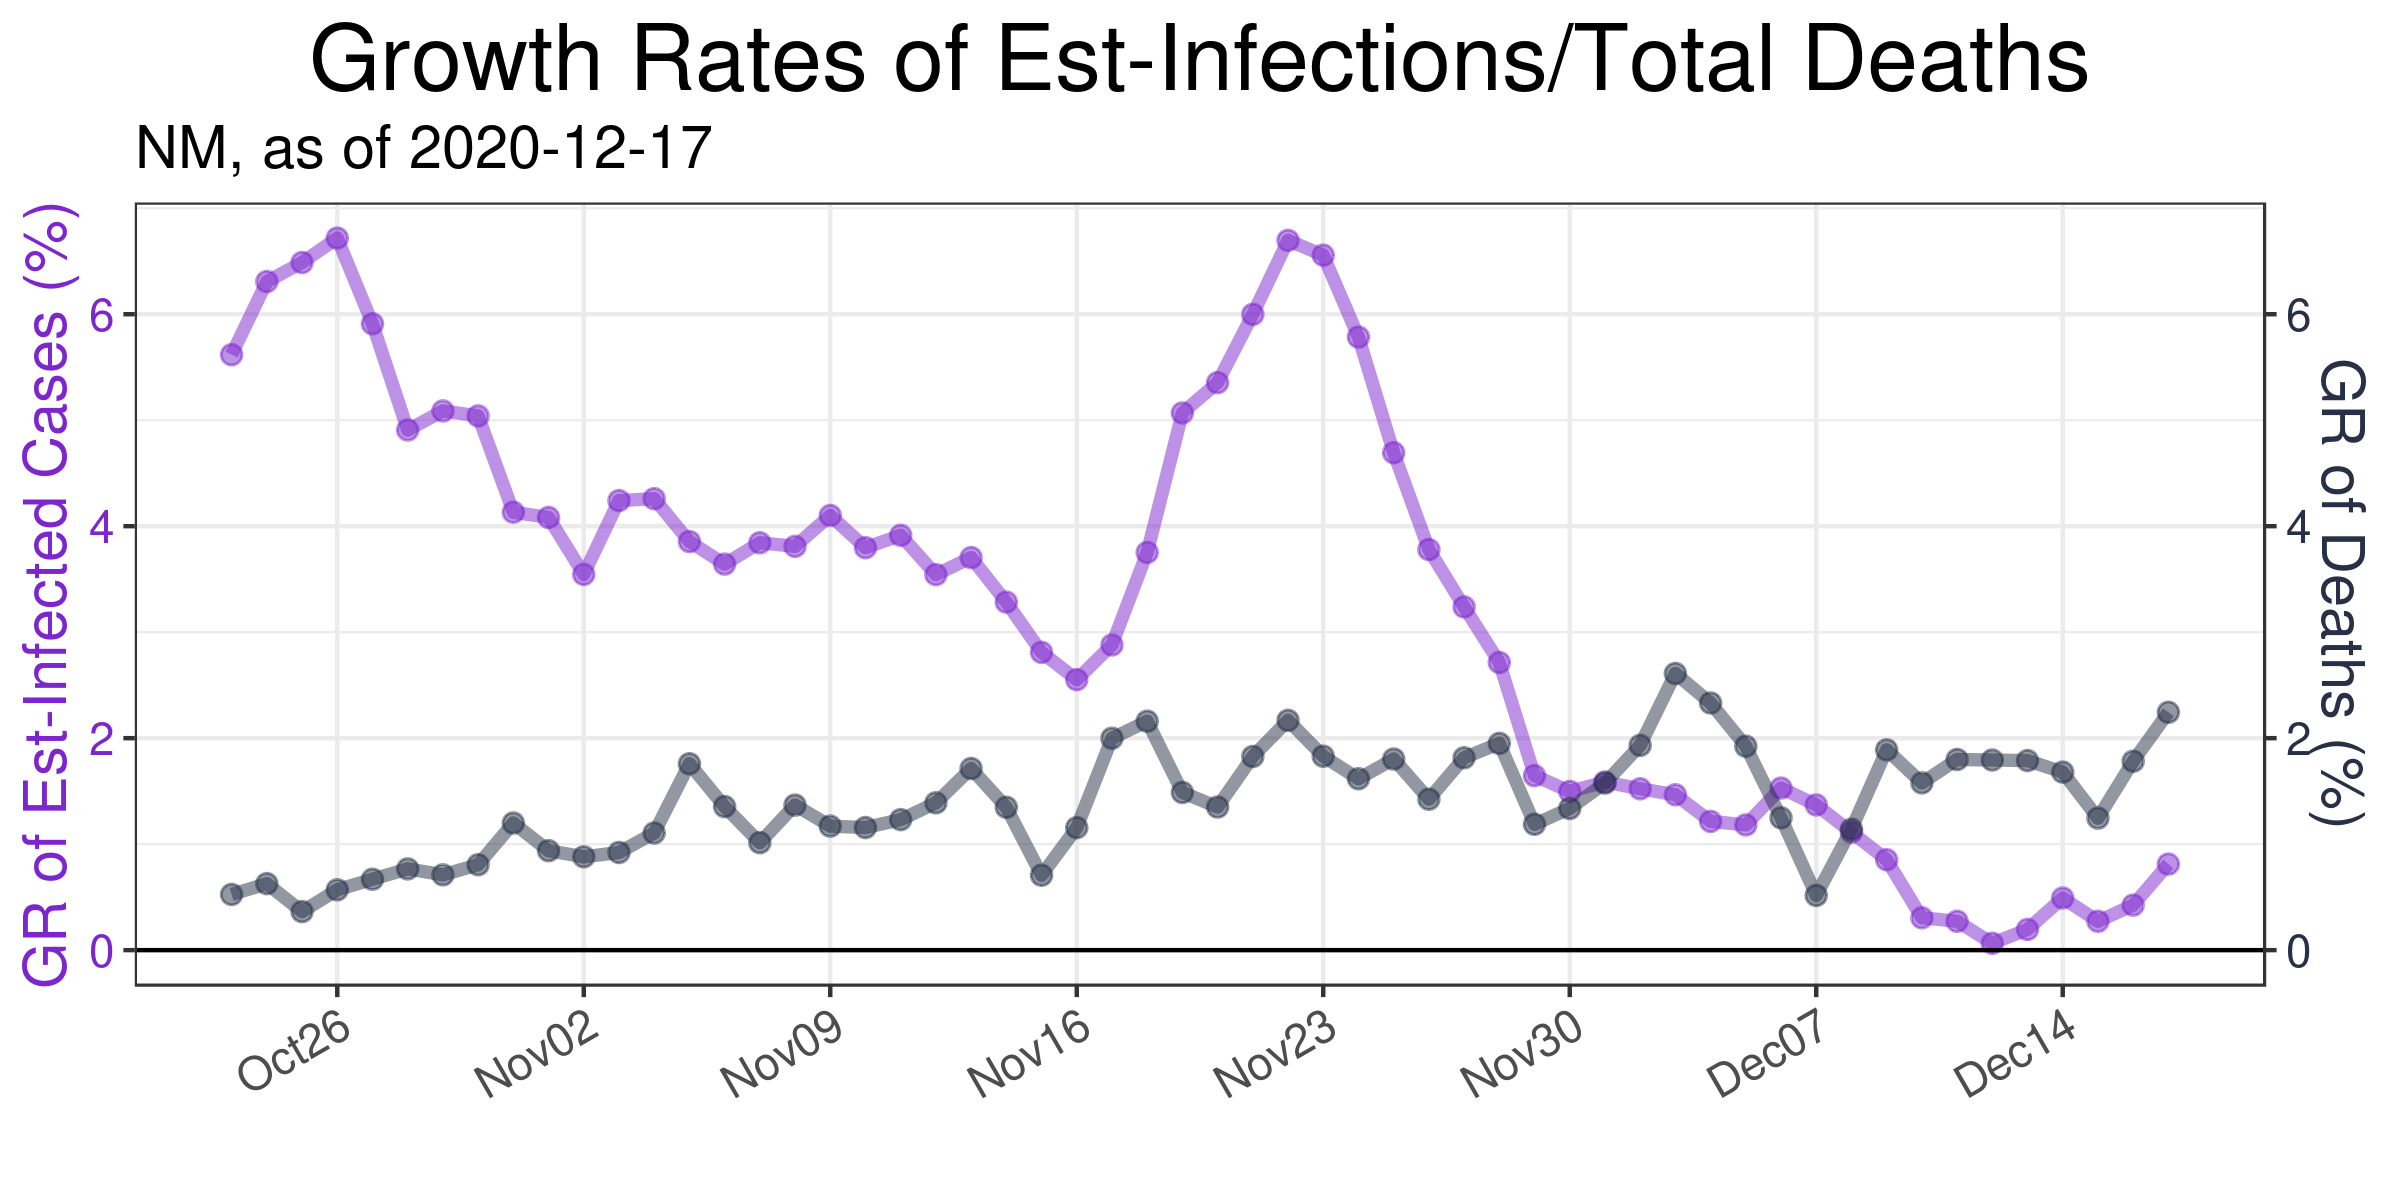 Growth Rates of Est-Infections/Total Deaths
NM, as of 2020-12-17
GR of Est-Infected Cases (%)
6
4
2
0
6
4
2
0
GR of Deaths (%)
Oct26 Nov02 Nov09 Nov16 Nov23 Nov30 Dec07 Dec14